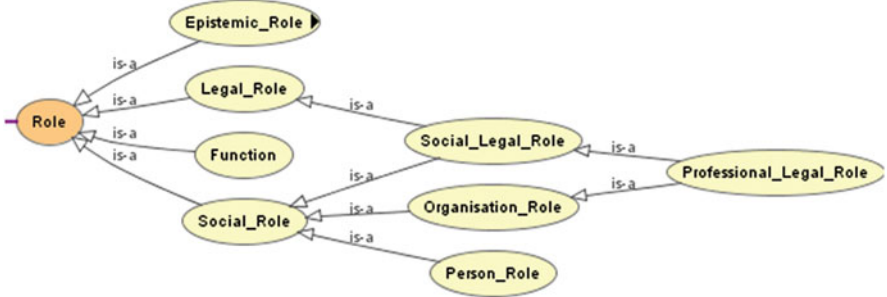 Epistemic_Role
is-a
Legal_Role
is-a
is-a
Role
is-a
Social_Legal_Role
is-a
Function
is-a
is-a
Professional_Legal_Role
is-a
is-a
Social_Role
is-a
Organisation_Role
is-a
Person_Role